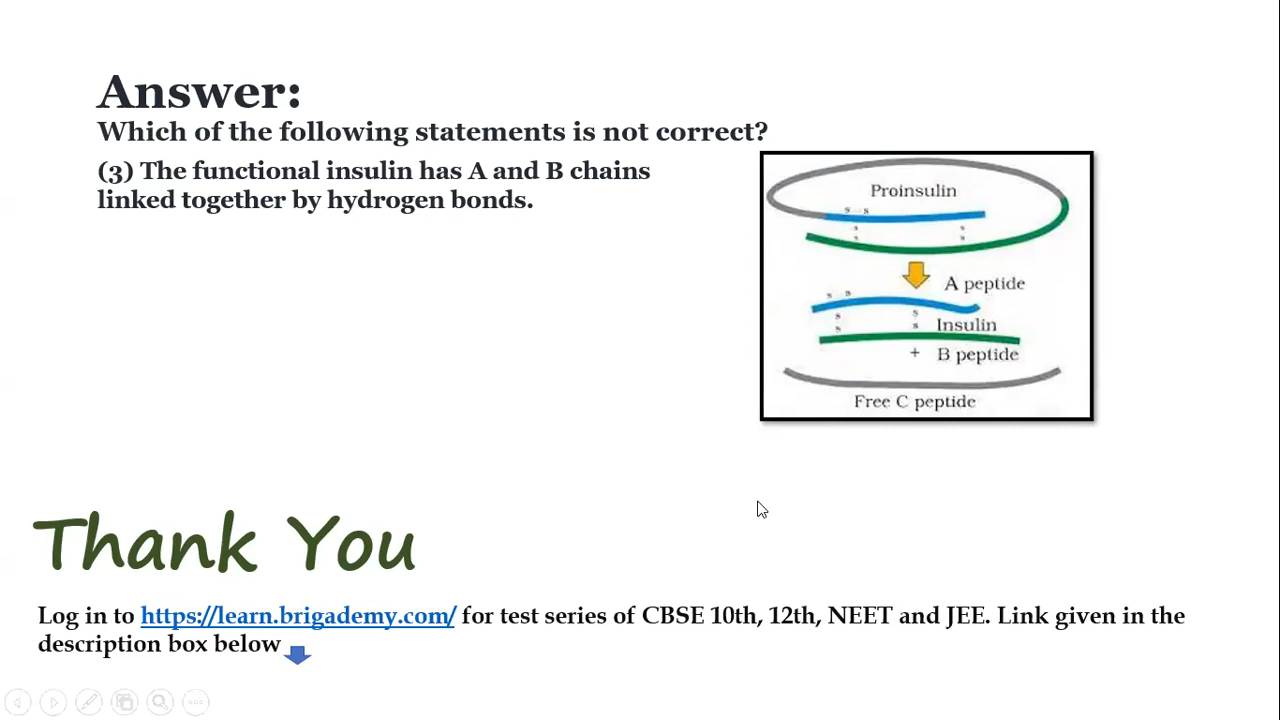 Answer:
Which of the following statements is not correct?
(3) The functional insulin has A and B chains
linked together by hydrogen bonds.
Proinsulin
s s
s s
s s
A peptide
s s
s s
s s
Insulin
+ B peptide
Free C peptide
Thank You
Log in to https://learn.brigademy.com/ for test series of CBSE 10th, 12th, NEET and JEE. Link given in the
description box below